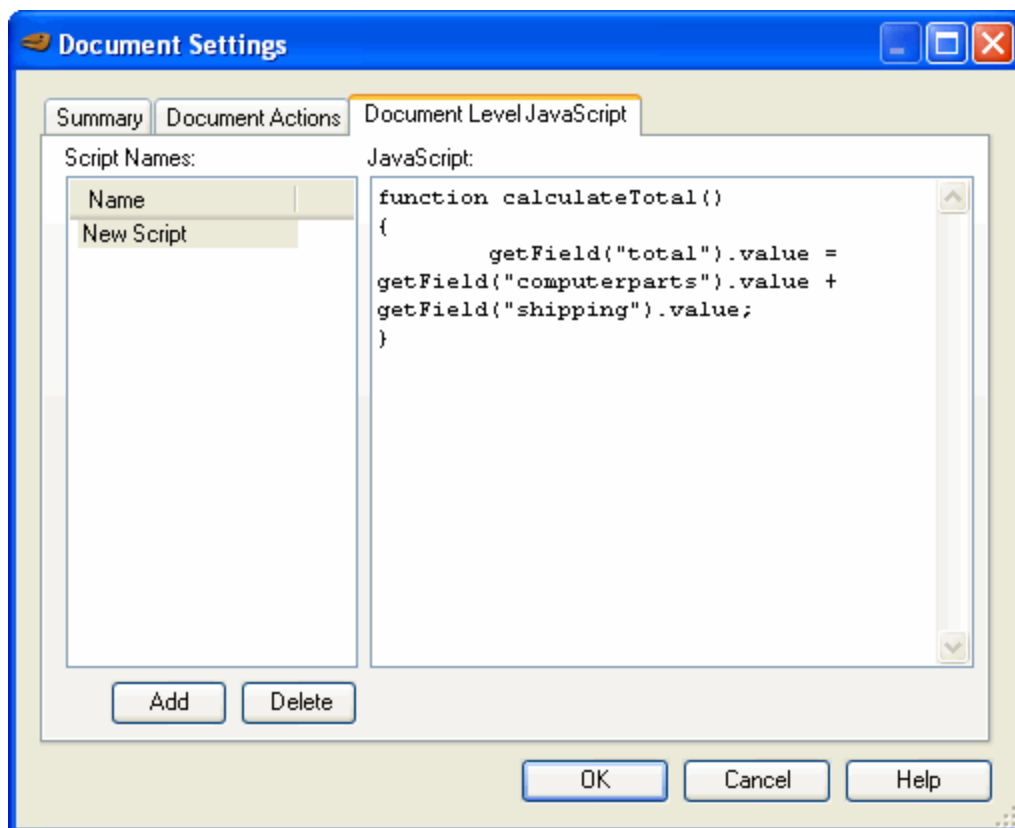 Document Settings
Summary
Document Actions
Document Level JavaScript
Script Names:
JavaScript:
Name
New Script
function calculateTotal()
{
getField("total").value =
getField("computerparts").value +
getField("shipping").value;
}
Add
Delete
OK
Cancel
Help